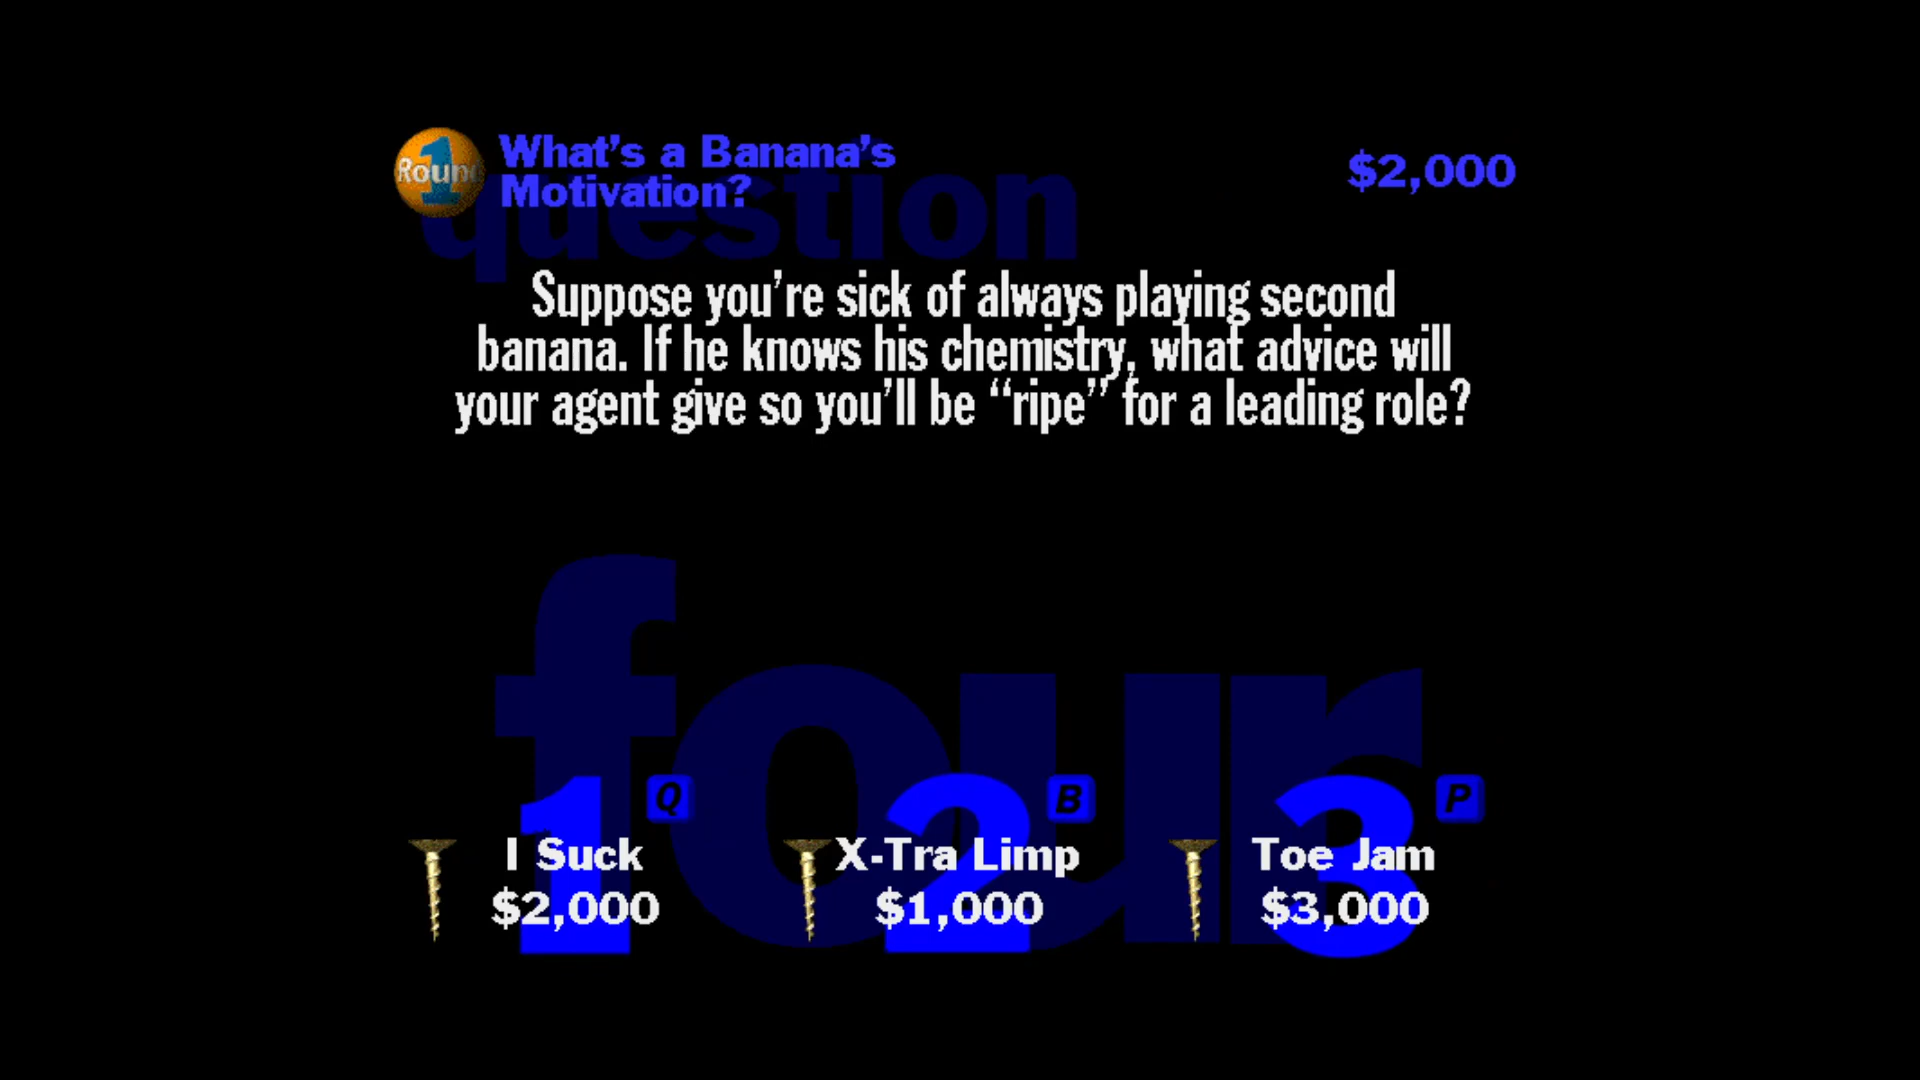 Round 1
What's a Banana's
Motivation?
$2,000
question
Suppose you're sick of always playing second
banana. If he knows his chemistry, what advice will
your agent give so you'll be “ripe” for a leading role?
four
1 Q
2 B
3 P
I Suck
$2,000
X-Tra Limp
$1,000
Toe Jam
$3,000